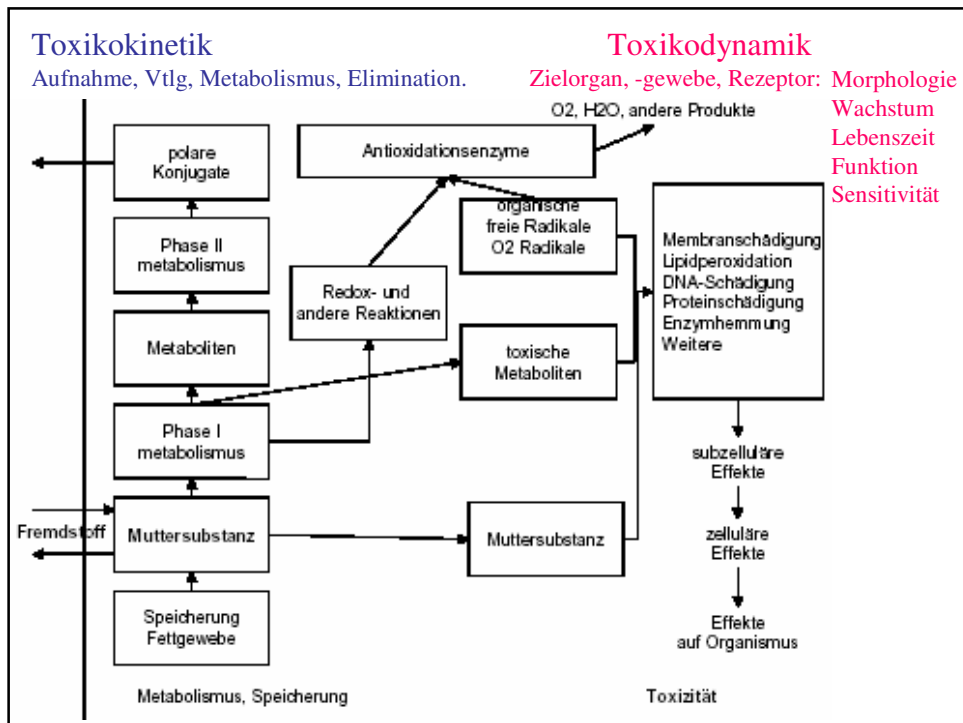 Toxikokinetik
Aufnahme, Vtlg, Metabolismus, Elimination.
Toxikodynamik
Zielorgan, -gewebe, Rezeptor:
Morphologie
Wachstum
Lebenszeit
Funktion
Sensitivität
O2, H2O, andere Produkte
polare
Konjugate
Antioxidationsenzyme
Phase II
metabolismus
organische
freie Radikale
O2 Radikale
Redox- und
andere Reaktionen
Membranschädigung
Lipidperoxidation
DNA-Schädigung
Proteinschädigung
Enzymhemmung
Weitere
Metaboliten
toxische
Metaboliten
Phase I
metabolismus
subzelluläre
Effekte
Fremdstoff
Muttersubstanz
Muttersubstanz
zelluläre
Effekte
Speicherung
Fettgewebe
Effekte
auf Organismus
Metabolismus, Speicherung
Toxizität